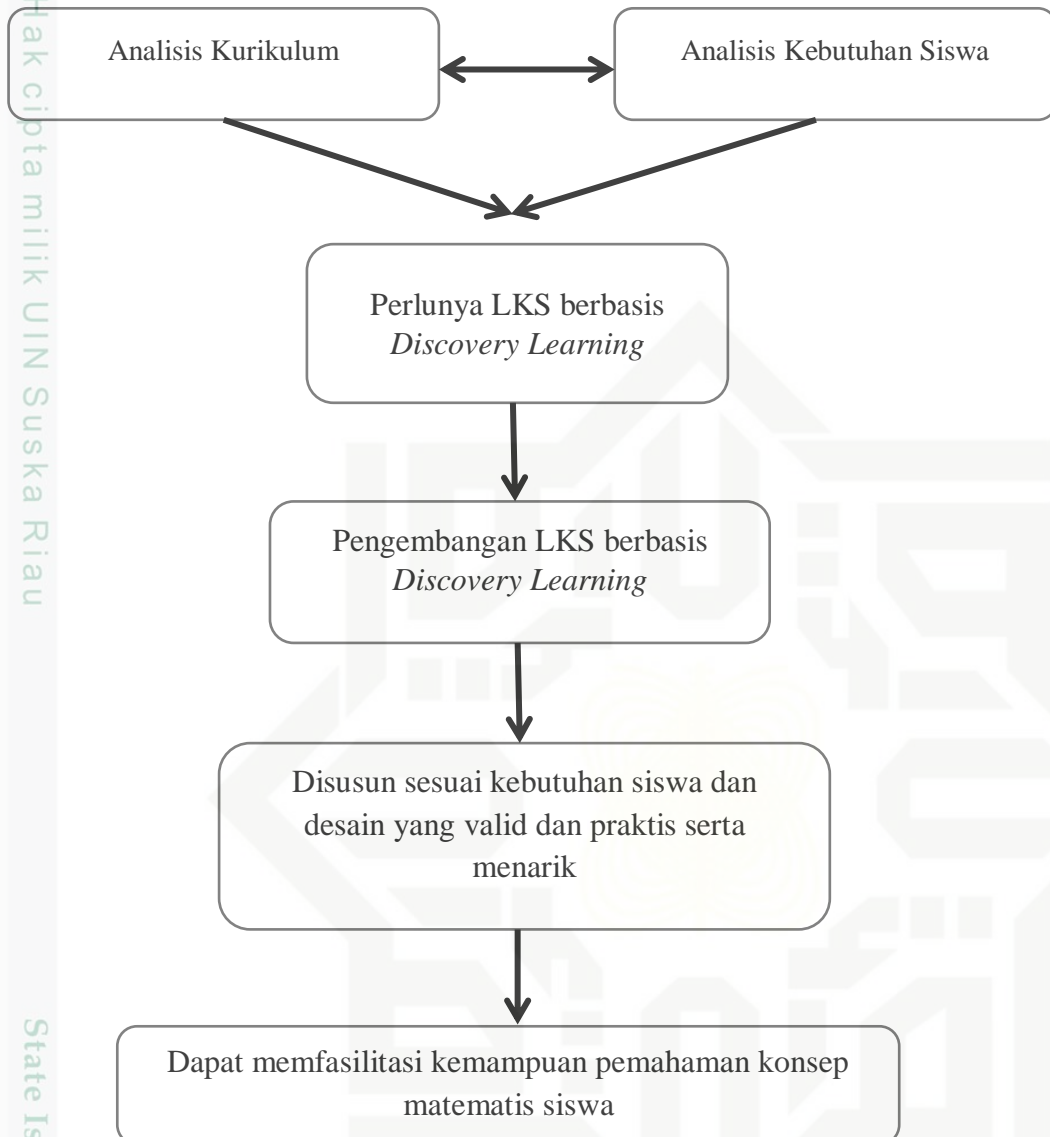 Analisis Kurikulum
Analisis Kebutuhan Siswa
Perlunya LKS berbasis
Discovery Learning
Pengembangan LKS berbasis
Discovery Learning
Disusun sesuai kebutuhan siswa dan
desain yang valid dan praktis serta
menarik
Dapat memfasilitasi kemampuan pemahaman konsep
matematis siswa
Hak cipta milik UIN Suska Riau
State Is